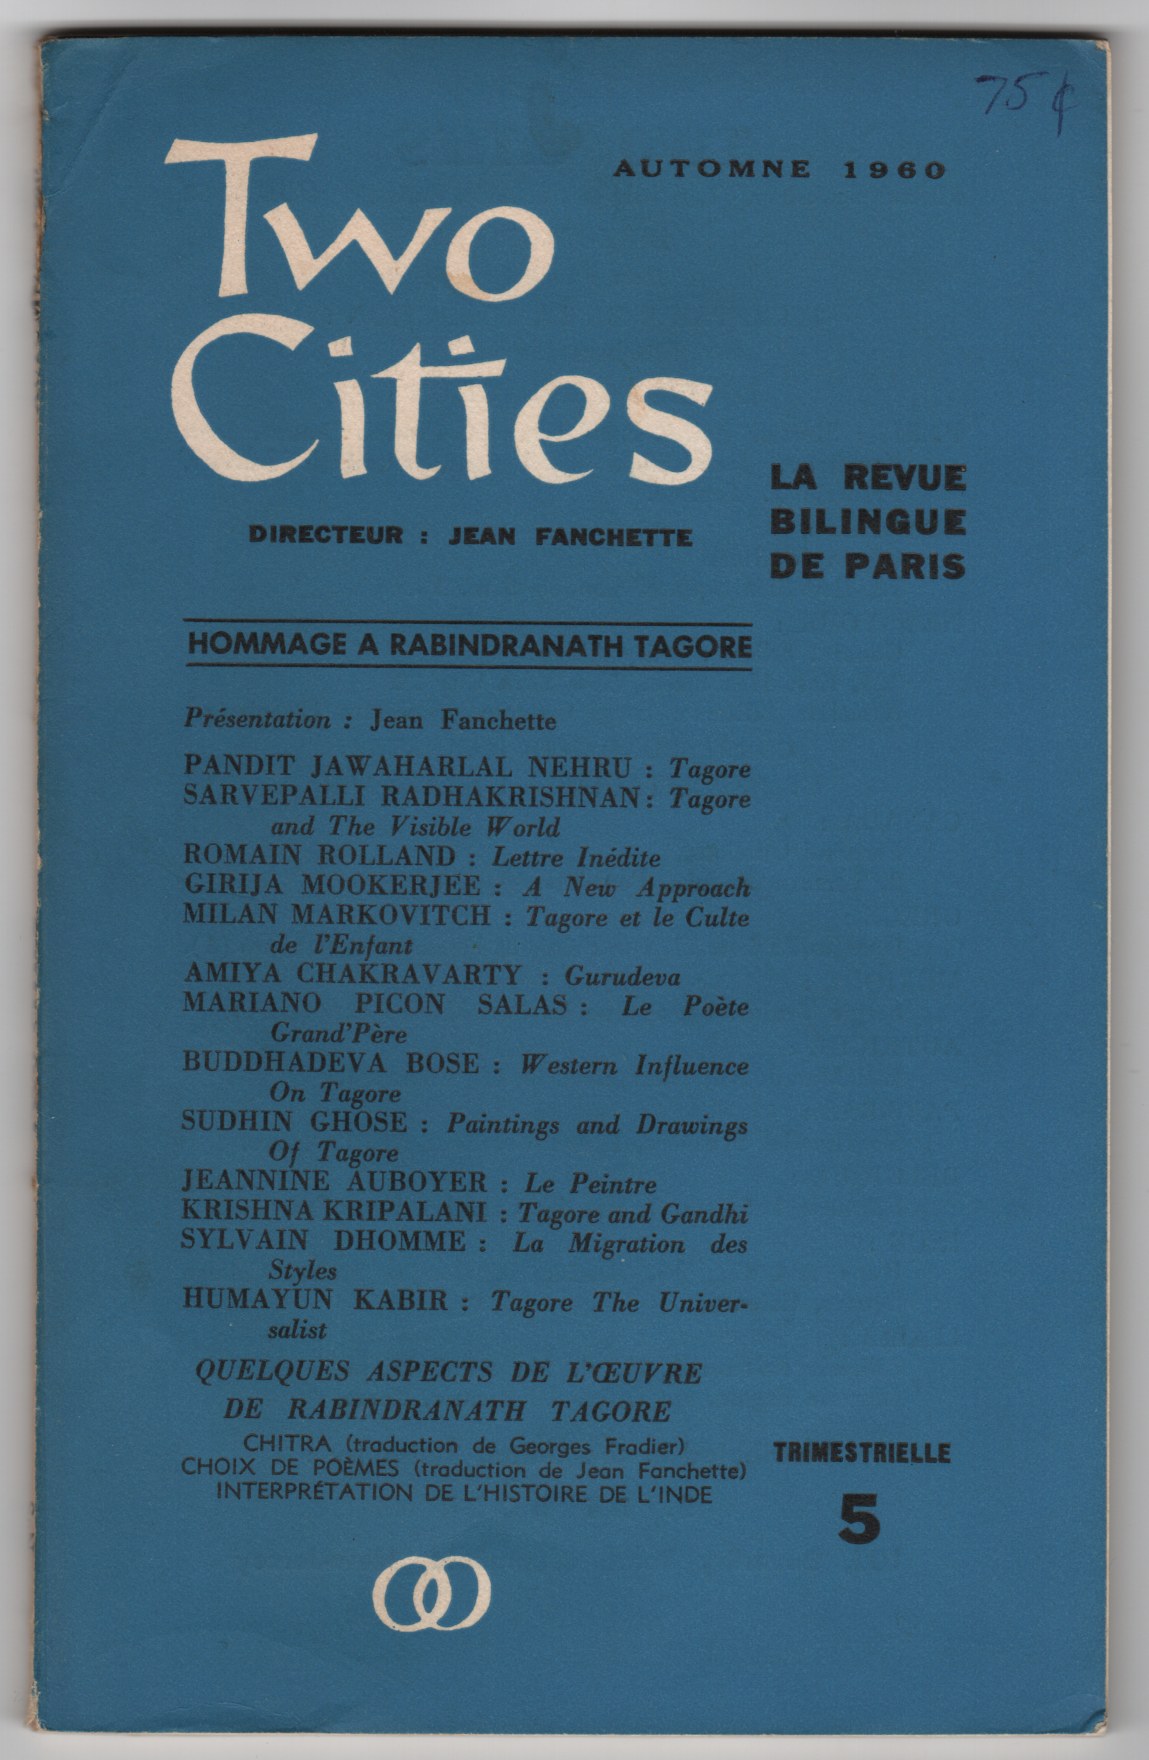 75 ¢
AUTOMNE 1960
Two
Cities
LA REVUE
BILINGUE
DE PARIS
DIRECTEUR : JEAN FANCHETTE
HOMMAGE A RABINDRANATH TAGORE
Présentation : Jean Fanchette
PANDIT JAWAHARLAL NEHRU : Tagore
SARVEPALLI RADHAKRISHNAN : Tagore
and The Visible World
ROMAIN ROLLAND : Lettre Inédite
GIRIJA MOOKERJEE : A New Approach
MILAN MARKOVITCH : Tagore et le Culte
de l'Enfant
AMIYA CHAKRAVARTY : Gurudeva
MARIANO PICON SALAS : Le Poète
Grand'Père
BUDDHADEVA BOSE : Western Influence
On Tagore
SUDHIN GHOSE : Paintings and Drawings
Of Tagore
JEANNINE AUBOYER : Le Peintre
KRISHNA KRIPALANI : Tagore and Gandhi
SYLVAIN DHOMME : La Migration des
Styles
HUMAYUN KABIR : Tagore The Univer-
salist
QUELQUES ASPECTS DE L'ŒUVRE
DE RABINDRANATH TAGORE
CHITRA (traduction de Georges Fradier)
CHOIX DE POÈMES (traduction de Jean Fanchette)
INTERPRÉTATION DE L'HISTOIRE DE L'INDE
TRIMESTRIELLE
5